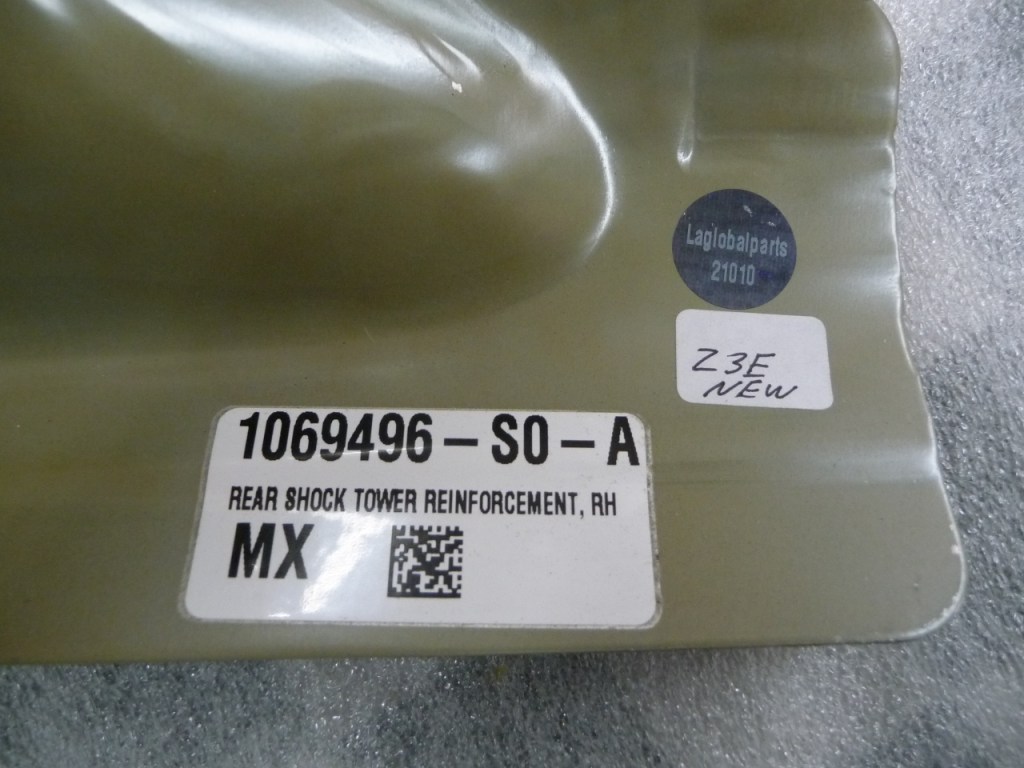 Laglobalparts
21010
Z3E
NEW
1069496-S0-A
REAR SHOCK TOWER REINFORCEMENT, RH
MX